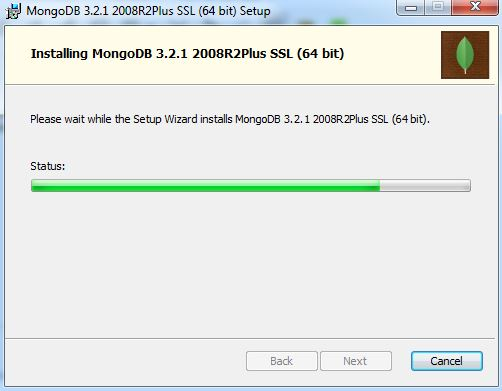 MongoDB 3.2.1 2008R2Plus SSL (64 bit) Setup
Installing MongoDB 3.2.1 2008R2Plus SSL (64 bit)
Please wait while the Setup Wizard installs MongoDB 3.2.1 2008R2Plus SSL (64 bit).
Status:
Back Next Cancel